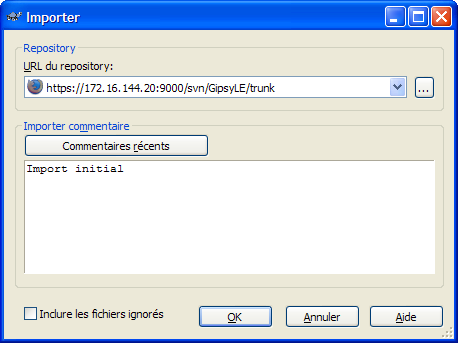 Importer
Repository
URL du repository:
https://172.16.144.20:9000/svn/GipsyLE/trunk
...
Importer commentaire
Commentaires récents
Import initial
Inclure les fichiers ignorés
OK
Annuler
Aide